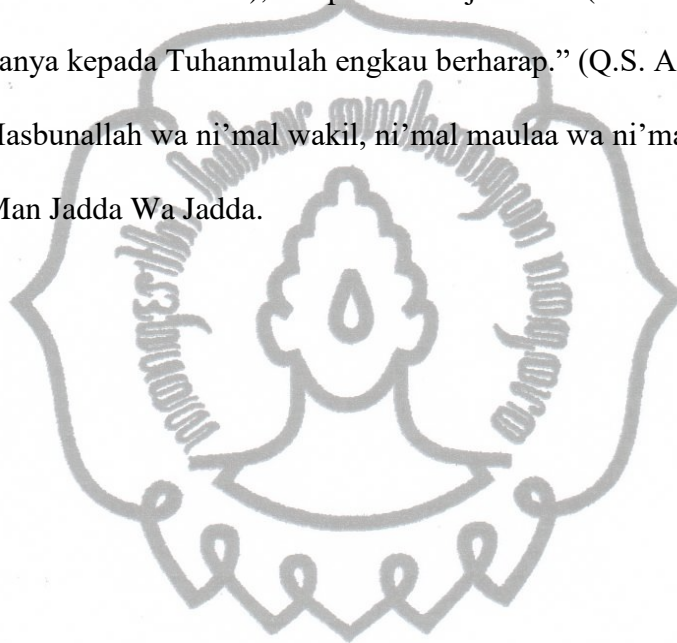 anya kepada Tuhanmulah engkau berharap.” (Q.S. A
Hasbunallah wa ni’mal wakil, ni’mal maulaa wa ni’ma
Man Jadda Wa Jadda.